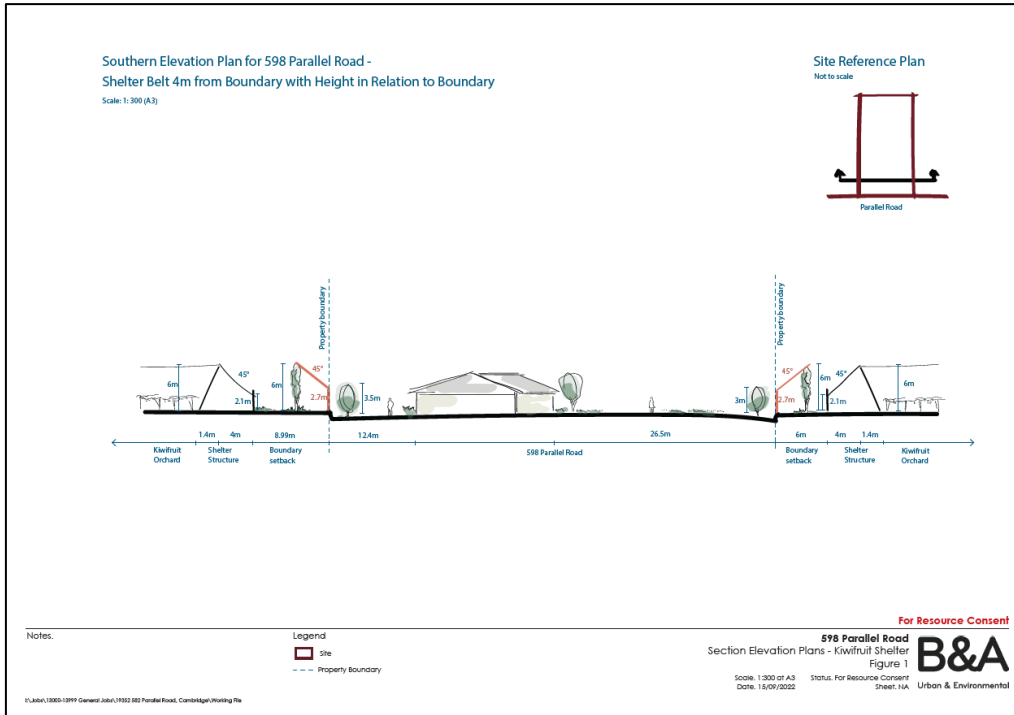 Southern Elevation Plan for 598 Parallel Road -
Shelter Belt 4m from Boundary with Height in Relation to Boundary
Scale: 1: 300 (A3)
Site Reference Plan
Not to scale
Parallel Road
Property boundary
Property boundary
6m
45°
2.1m
6m
45°
2.7m
3.5m
3m
2.7m
45°
6m
2.1m
45°
6m
1.4m
4m
8.99m
12.4m
26.5m
6m
4m
1.4m
Kiwifruit
Orchard
Shelter
Structure
Boundary
setback
598 Parallel Road
Boundary
setback
Shelter
Structure
Kiwifruit
Orchard
For Resource Consent
Notes.
Legend
Site
Property Boundary
598 Parallel Road
Section Elevation Plans - Kiwifruit Shelter
Figure 1
Scale. 1:300 at A3
Status. For Resource Consent
Date. 15/09/2022
Sheet. NA
B&A
Urban & Environmental